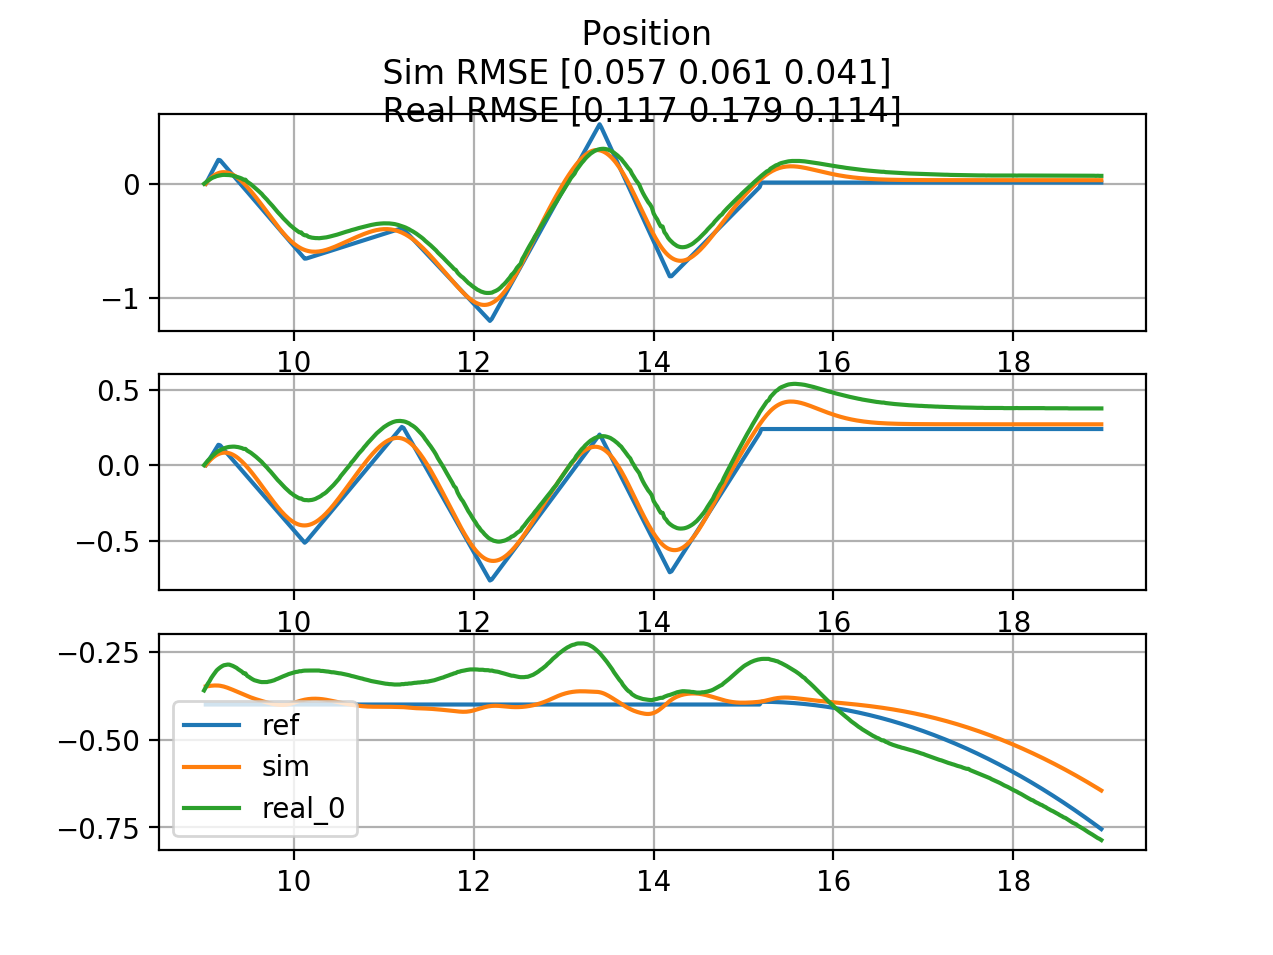 Position
Sim RMSE [0.057 0.061 0.041]
Real RMSE [0.117 0.179 0.114]
0
−1
10 12 14 16 18
0.5
0.0
−0.5
10 12 14 16 18
−0.25
−0.50
−0.75
ref
sim
real_0
10 12 14 16 18